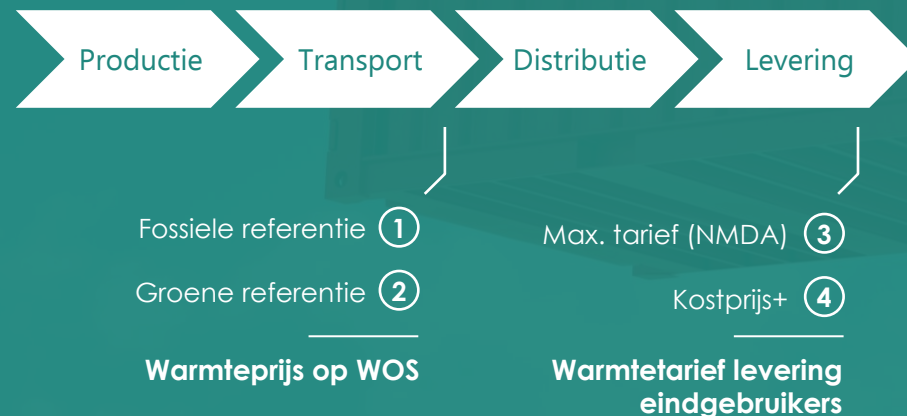 Productie
Transport
Distributie
Levering
Fossiele referentie 1
Groene referentie 2
Warmteprijs op WOS
Max. tarief (NMDA) 3
Kostprijs+ 4
Warmtetarief levering
eindgebruikers